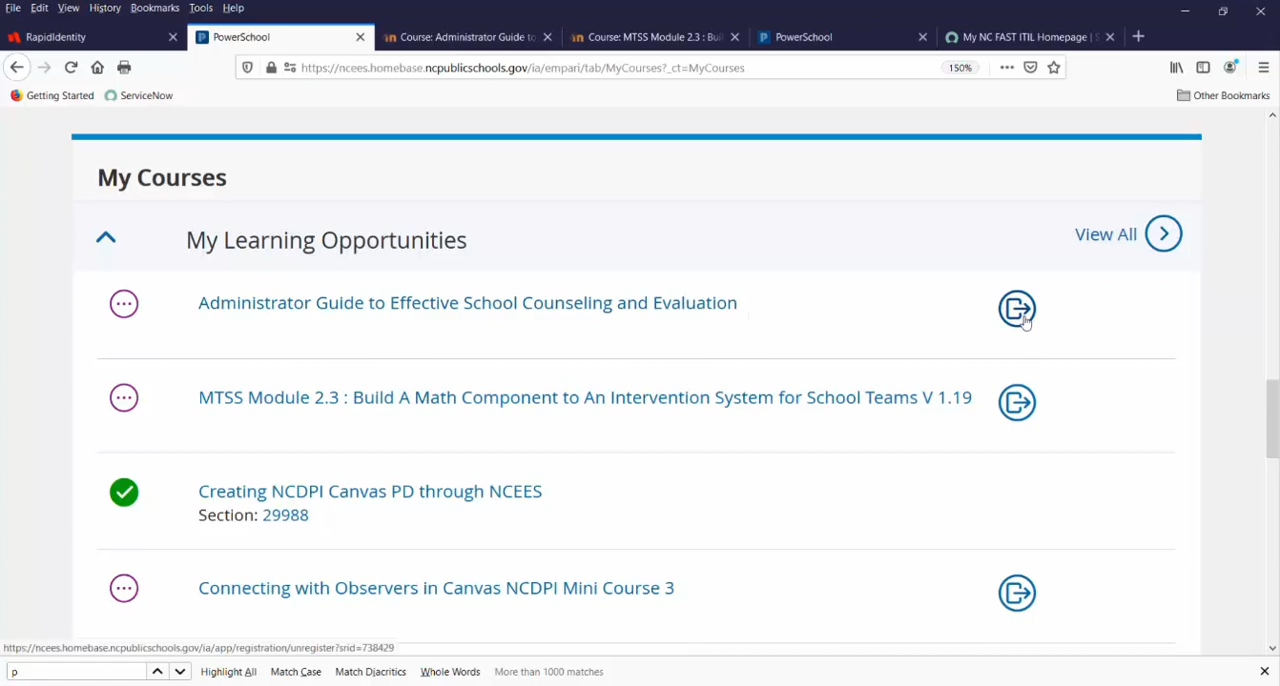 File Edit View History Bookmarks Tools Help
RapidIdentity PowerSchool Course: Administrator Guide to Course: MTSS Module 2.3 : Buil PowerSchool My NC FAST ITIL Homepage | S
https://ncees.homebase.ncpublicschools.gov/ia/empari/tab/MyCourses?_ct=MyCourses 150%
Getting Started ServiceNow Other Bookmarks
My Courses
My Learning Opportunities View All
Administrator Guide to Effective School Counseling and Evaluation
MTSS Module 2.3 : Build A Math Component to An Intervention System for School Teams V 1.19
Creating NCDPI Canvas PD through NCEES
Section: 29988
Connecting with Observers in Canvas NCDPI Mini Course 3
https://ncees.homebase.ncpublicschools.gov/ia/app/registration/unregister?srid=738429
p Highlight All Match Case Match Diacritics Whole Words More than 1000 matches